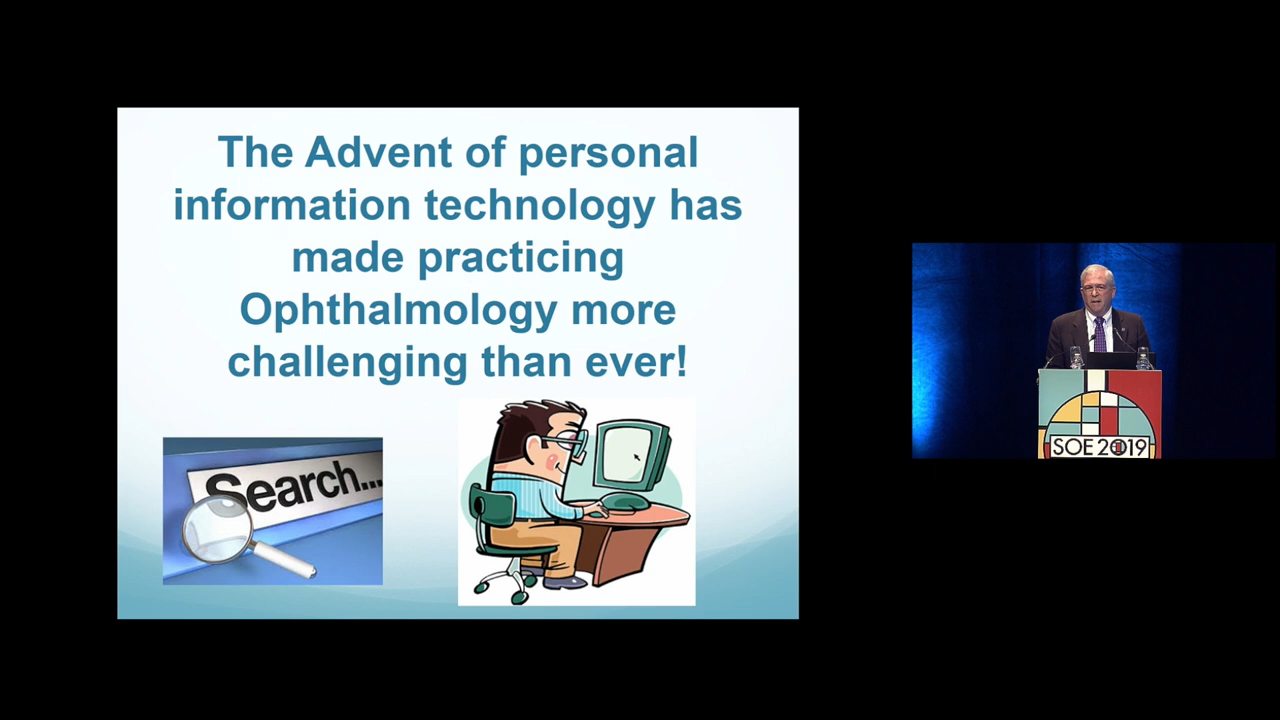 The Advent of personal
information technology has
made practicing
Ophthalmology more
challenging than ever!
Search...
SOE 2019